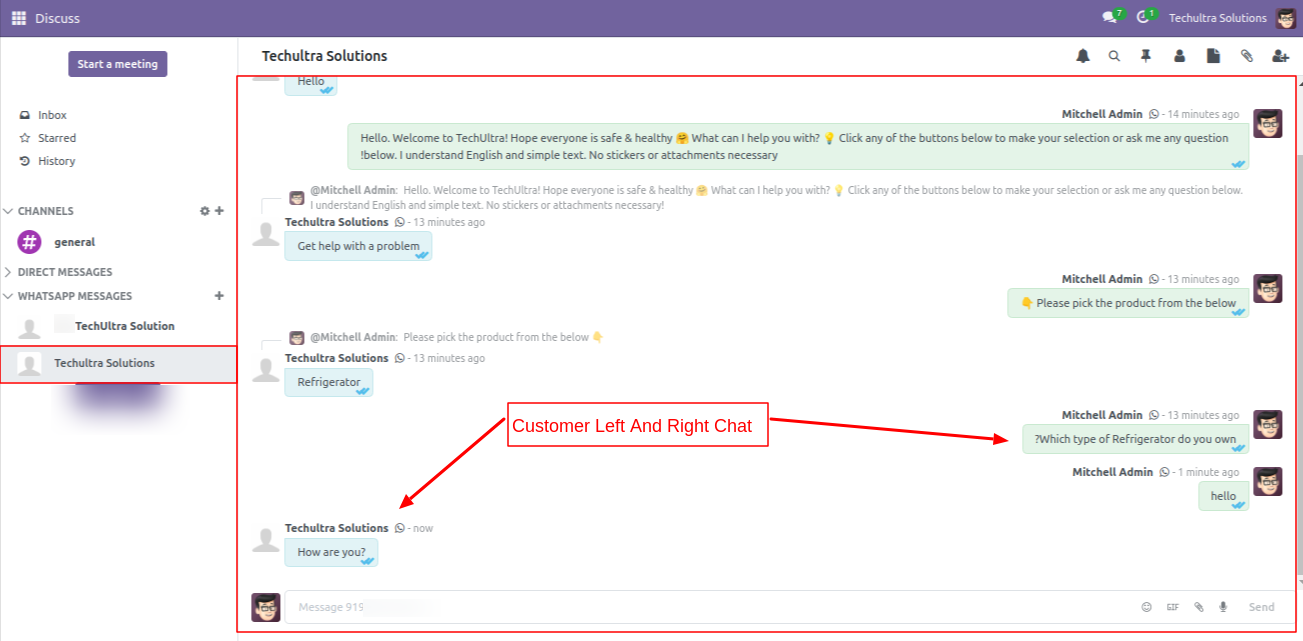 Discuss
7
1
Techultra Solutions
Start a meeting
Inbox
Starred
History
CHANNELS
general
DIRECT MESSAGES
WHATSAPP MESSAGES
TechUltra Solution
Techultra Solutions
Techultra Solutions
Hello
Mitchell Admin - 14 minutes ago
Hello. Welcome to TechUltra! Hope everyone is safe & healthy 🤗 What can I help you with? 💡 Click any of the buttons below to make your selection or ask me any question
!below. I understand English and simple text. No stickers or attachments necessary
@Mitchell Admin: Hello. Welcome to TechUltra! Hope everyone is safe & healthy 🤗 What can I help you with? 💡 Click any of the buttons below to make your selection or ask me any question below.
I understand English and simple text. No stickers or attachments necessary!
Techultra Solutions - 13 minutes ago
Get help with a problem
Mitchell Admin - 13 minutes ago
👇 Please pick the product from the below
@Mitchell Admin: Please pick the product from the below 👇
Techultra Solutions - 13 minutes ago
Refrigerator
Customer Left And Right Chat
Mitchell Admin - 13 minutes ago
?Which type of Refrigerator do you own
Mitchell Admin - 1 minute ago
hello
Techultra Solutions - now
How are you?
Message 919
GIF
Send